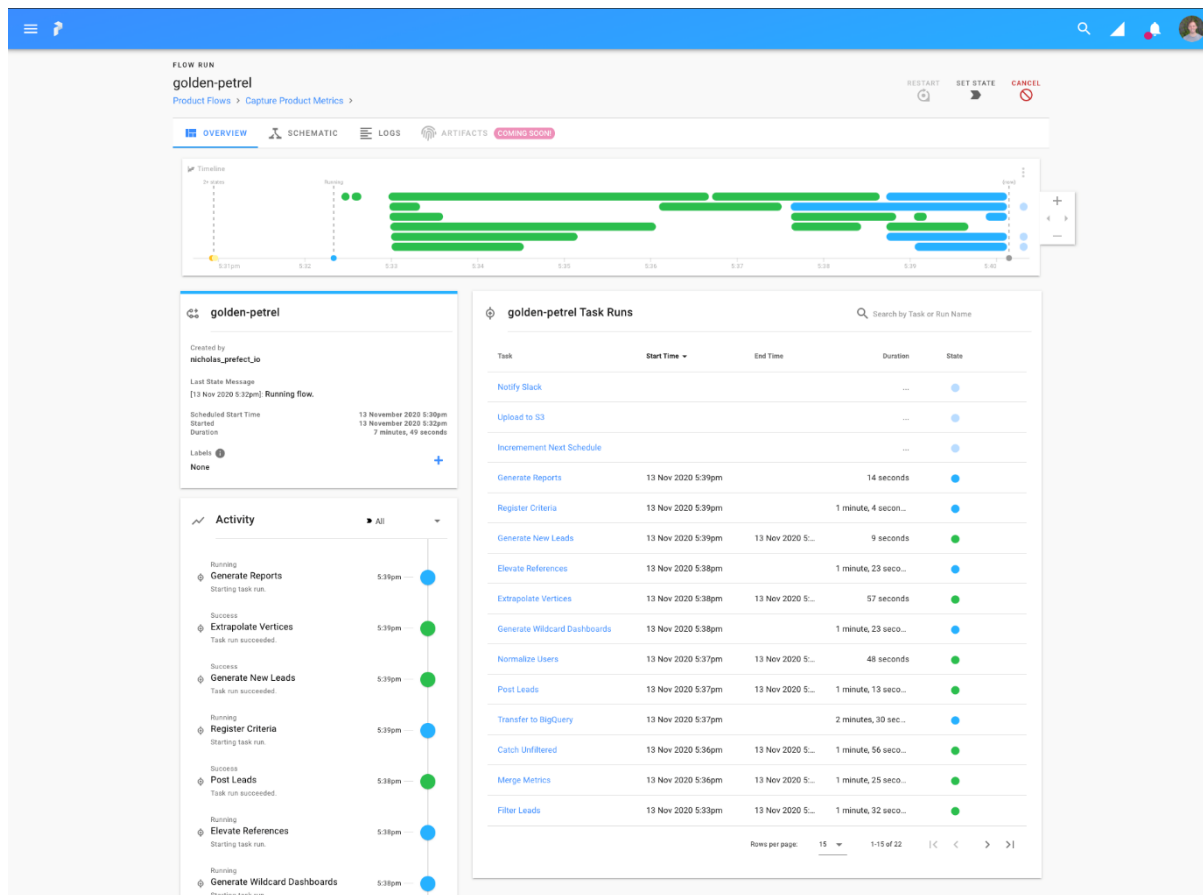 FLOW RUN
golden-petrel
Product Flows > Capture Product Metrics >
RESTART SET STATE CANCEL
OVERVIEW SCHEMATIC LOGS ARTIFACTS COMING SOON!
Timeline
Running
(now)
5:31pm 5:32 5:33 5:34 5:35 5:36 5:37 5:38 5:39 5:40
golden-petrel
Created by
nicholas_prefect_io
Last State Message
[13 Nov 2020 5:32pm]: Running flow.
Scheduled Start Time 13 November 2020 5:30pm
Started 13 November 2020 5:32pm
Duration 7 minutes, 49 seconds
Labels
None
Activity All
Running
Generate Reports 5:39pm
Starting task run.
Success
Extrapolate Vertices 5:39pm
Task run succeeded.
Success
Generate New Leads 5:39pm
Task run succeeded.
Running
Register Criteria 5:39pm
Starting task run.
Success
Post Leads 5:38pm
Task run succeeded.
Running
Elevate References 5:38pm
Starting task run.
Running
Generate Wildcard Dashboards 5:38pm
Starting task run.
golden-petrel Task Runs
Search by Task or Run Name
Task Start Time End Time Duration State
Notify Slack ...
Upload to S3 ...
Incremement Next Schedule ...
Generate Reports 13 Nov 2020 5:39pm 14 seconds
Register Criteria 13 Nov 2020 5:39pm 1 minute, 4 secon...
Generate New Leads 13 Nov 2020 5:39pm 13 Nov 2020 5:... 9 seconds
Elevate References 13 Nov 2020 5:38pm 1 minute, 23 seco...
Extrapolate Vertices 13 Nov 2020 5:38pm 13 Nov 2020 5:... 57 seconds
Generate Wildcard Dashboards 13 Nov 2020 5:38pm 1 minute, 23 seco...
Normalize Users 13 Nov 2020 5:37pm 13 Nov 2020 5:... 48 seconds
Post Leads 13 Nov 2020 5:37pm 13 Nov 2020 5:... 1 minute, 13 seco...
Transfer to BigQuery 13 Nov 2020 5:37pm 2 minutes, 30 sec...
Catch Unfiltered 13 Nov 2020 5:36pm 13 Nov 2020 5:... 1 minute, 56 seco...
Merge Metrics 13 Nov 2020 5:36pm 13 Nov 2020 5:... 1 minute, 25 seco...
Filter Leads 13 Nov 2020 5:33pm 13 Nov 2020 5:... 1 minute, 32 seco...
Rows per page: 15 1-15 of 22